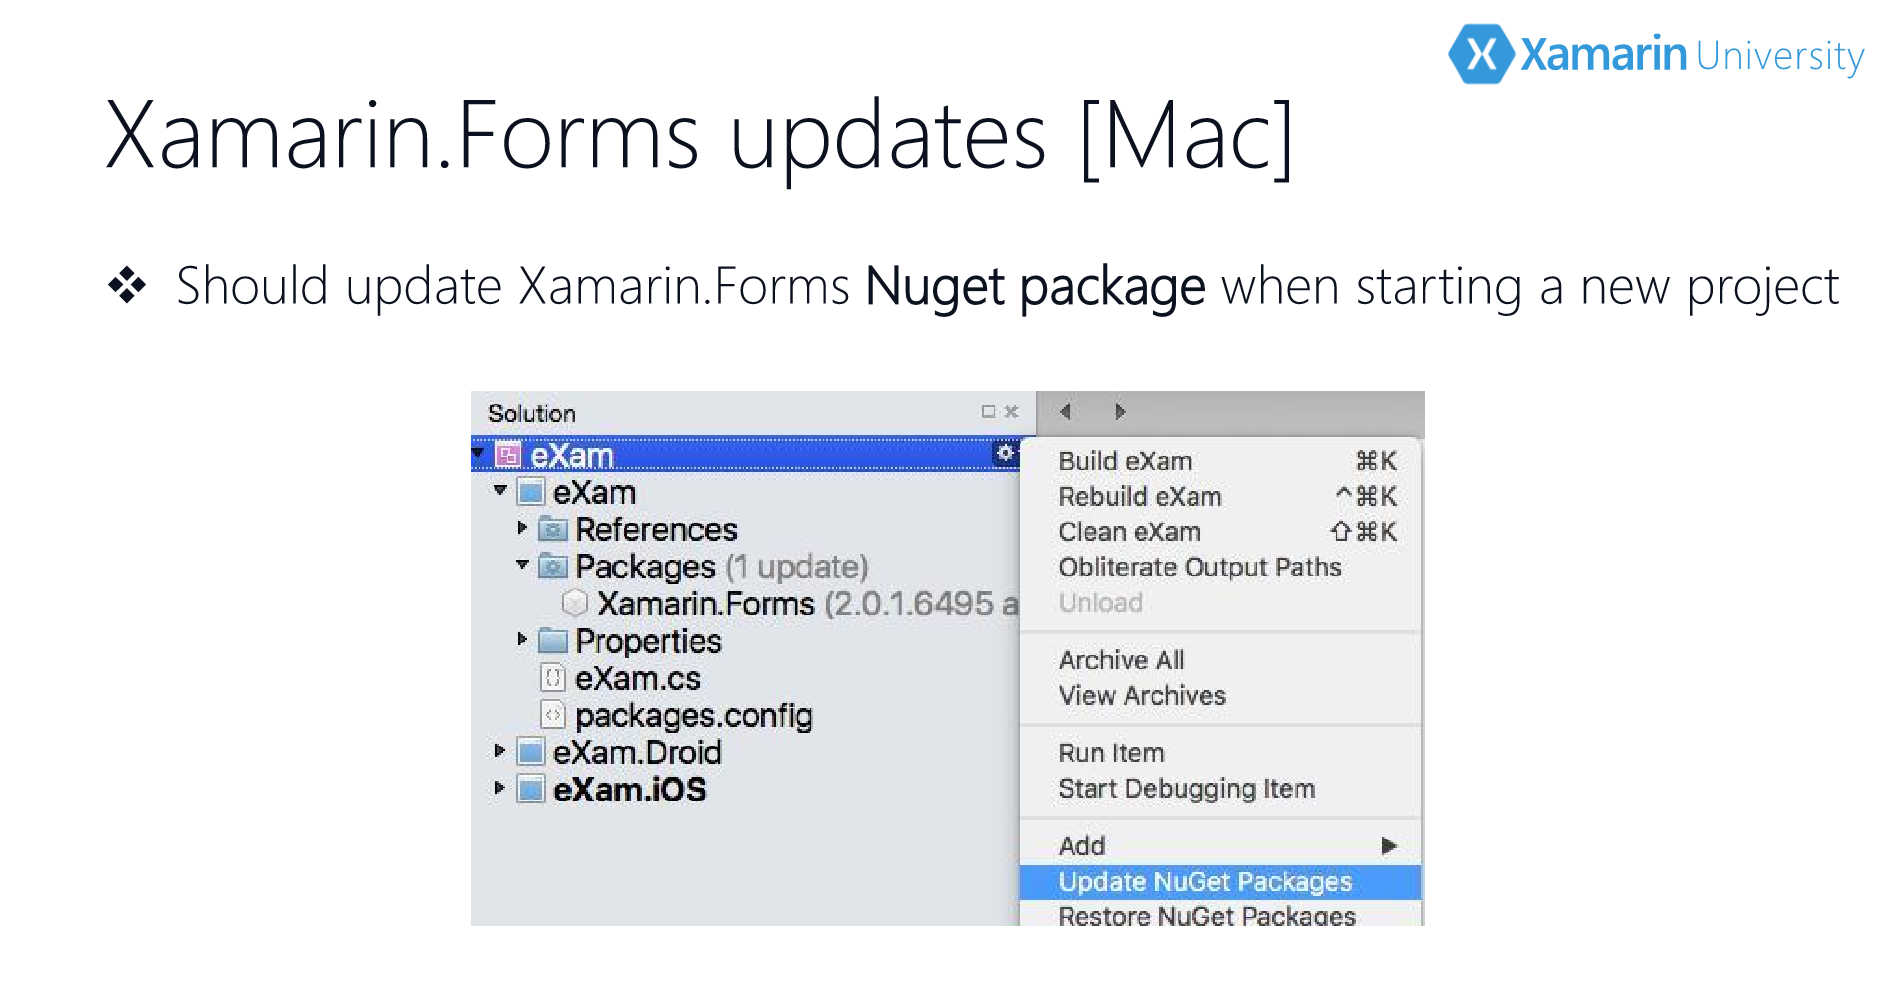 Xamarin University
Xamarin.Forms updates [Mac]
❖ Should update Xamarin.Forms Nuget package when starting a new project
Solution
eXam
eXam
References
Packages (1 update)
Xamarin.Forms (2.0.1.6495 a
Properties
eXam.cs
packages.config
eXam.Droid
eXam.iOS
Build eXam ⌘K
Rebuild eXam ^⌘K
Clean eXam ⇧⌘K
Obliterate Output Paths
Unload
Archive All
View Archives
Run Item
Start Debugging Item
Add
Update NuGet Packages
Restore NuGet Packages